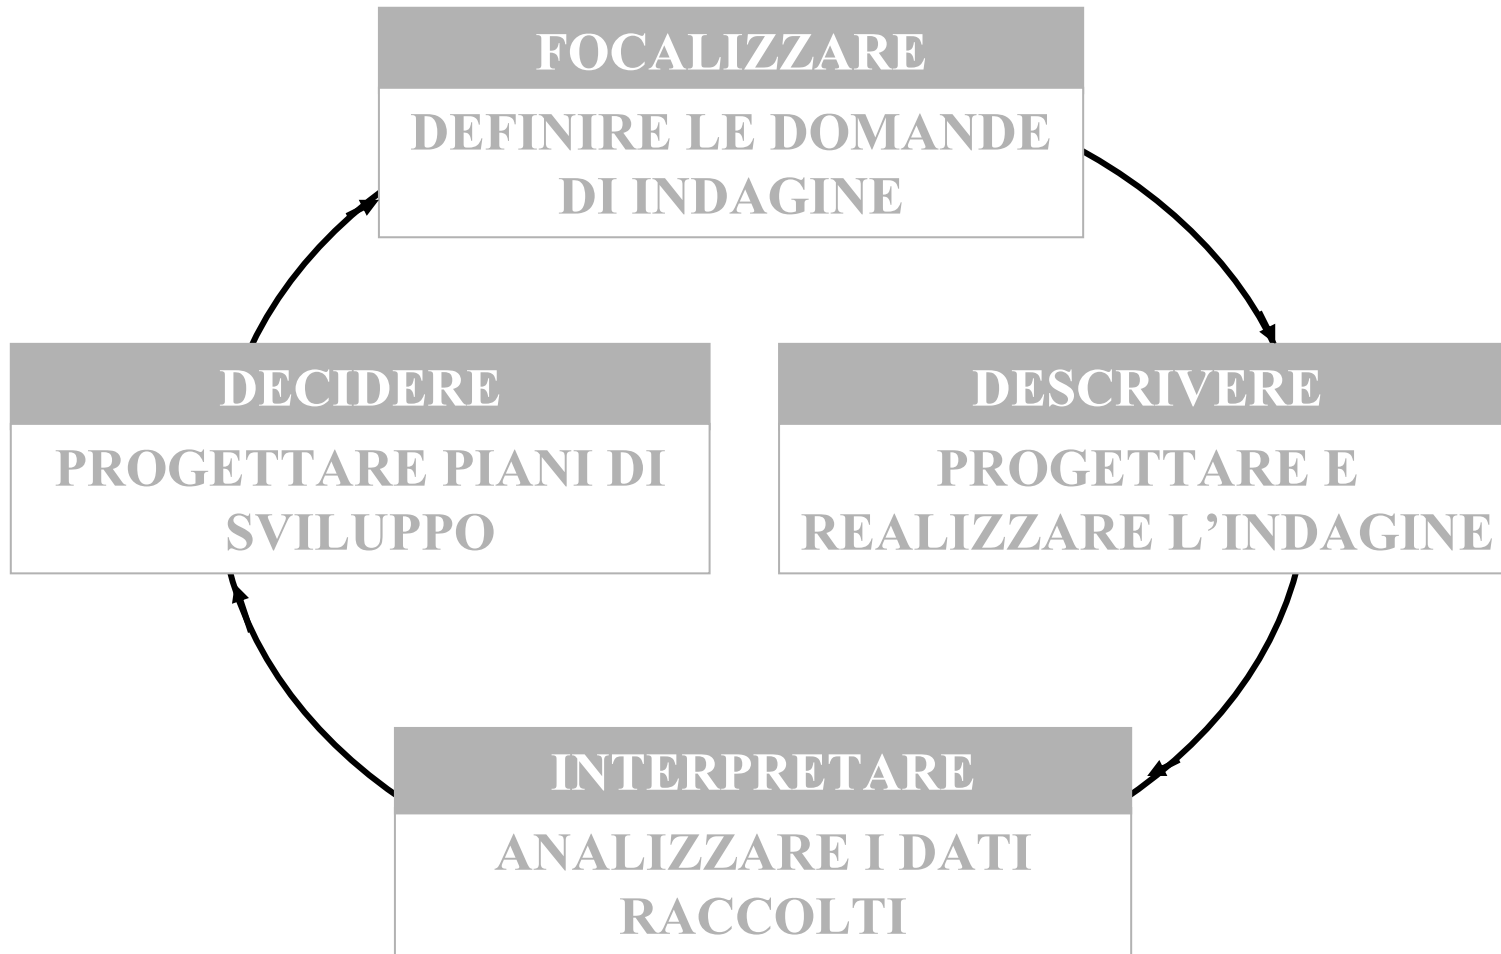 FOCALIZZARE
DEFINIRE LE DOMANDE
DI INDAGINE
DECIDERE
PROGETTARE PIANI DI
SVILUPPO
DESCRIVERE
PROGETTARE E
REALIZZARE L’INDAGINE
INTERPRETARE
ANALIZZARE I DATI
RACCOLTI